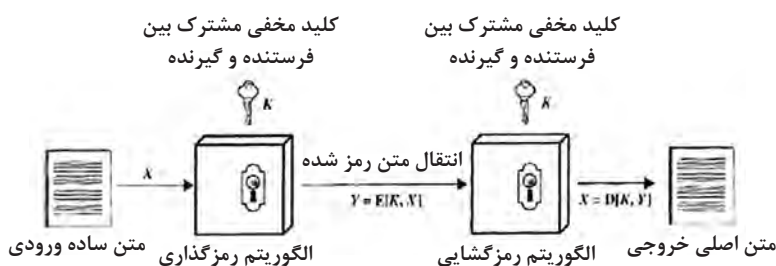 کلید مخفی مشترک بین
فرستنده و گیرنده
K
کلید مخفی مشترک بین
فرستنده و گیرنده
K
X
انتقال متن رمز شده
Y = E[K, X]
X = D[K, Y]
متن ساده ورودی
الگوریتم رمزگذاری
الگوریتم رمزگشایی
متن اصلی خروجی